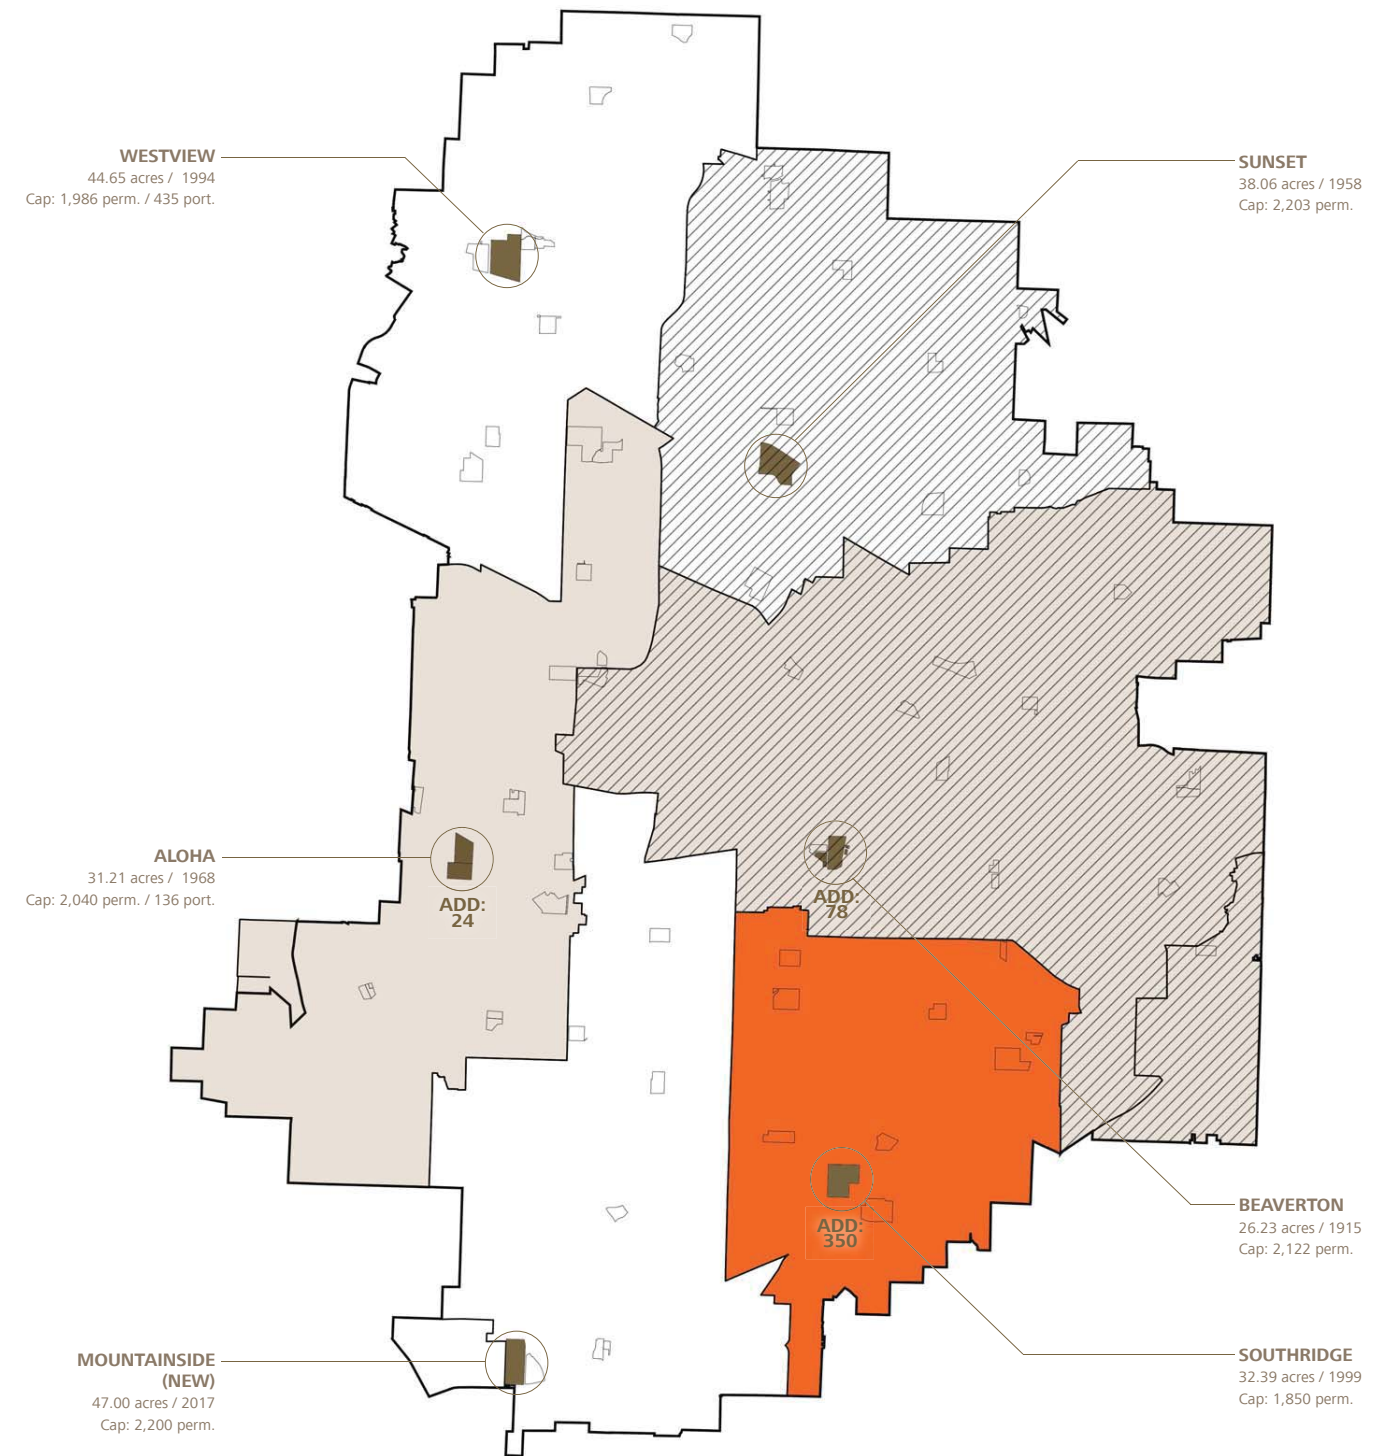 WESTVIEW
44.65 acres / 1994
Cap: 1,986 perm. / 435 port.
SUNSET
38.06 acres / 1958
Cap: 2,203 perm.
ALOHA
31.21 acres / 1968
Cap: 2,040 perm. / 136 port.
ADD:
24
ADD:
78
ADD:
350
BEAVERTON
26.23 acres / 1915
Cap: 2,122 perm.
MOUNTAINSIDE
(NEW)
47.00 acres / 2017
Cap: 2,200 perm.
SOUTHRIDGE
32.39 acres / 1999
Cap: 1,850 perm.